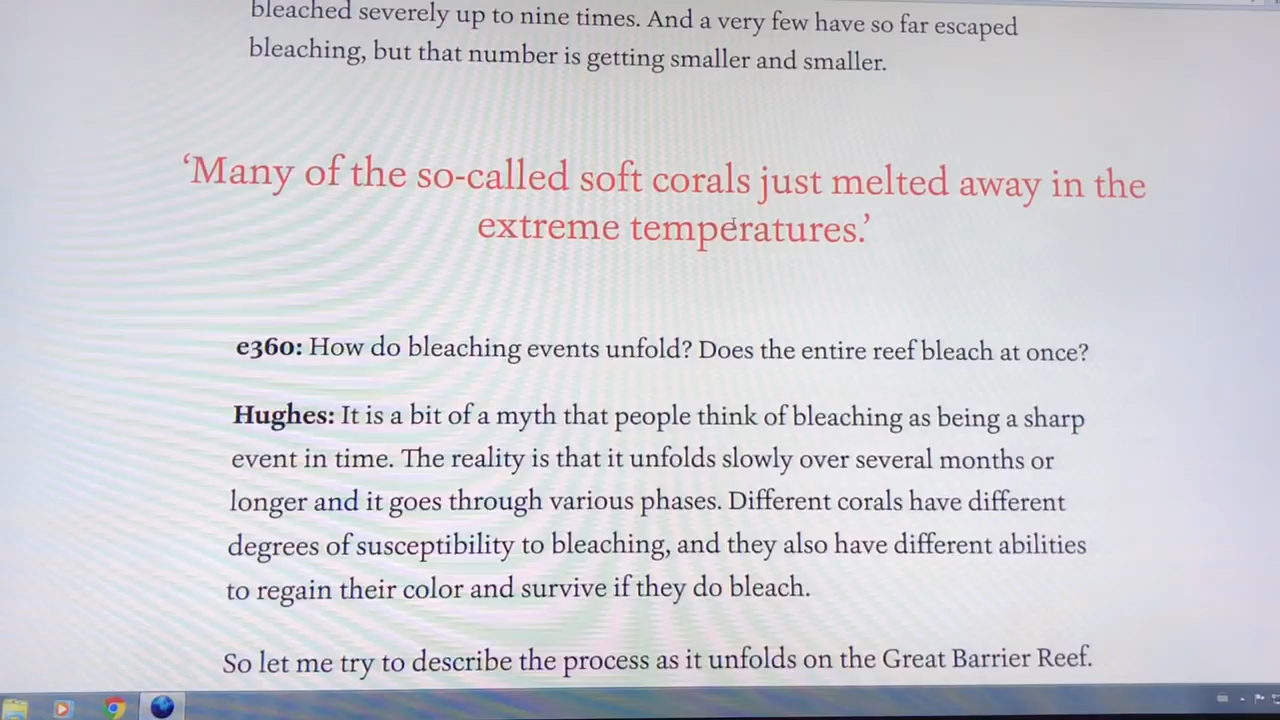 bleached severely up to nine times. And a very few have so far escaped
bleaching, but that number is getting smaller and smaller.
‘Many of the so-called soft corals just melted away in the
extreme temperatures.’
e360: How do bleaching events unfold? Does the entire reef bleach at once?
Hughes: It is a bit of a myth that people think of bleaching as being a sharp
event in time. The reality is that it unfolds slowly over several months or
longer and it goes through various phases. Different corals have different
degrees of susceptibility to bleaching, and they also have different abilities
to regain their color and survive if they do bleach.
So let me try to describe the process as it unfolds on the Great Barrier Reef.